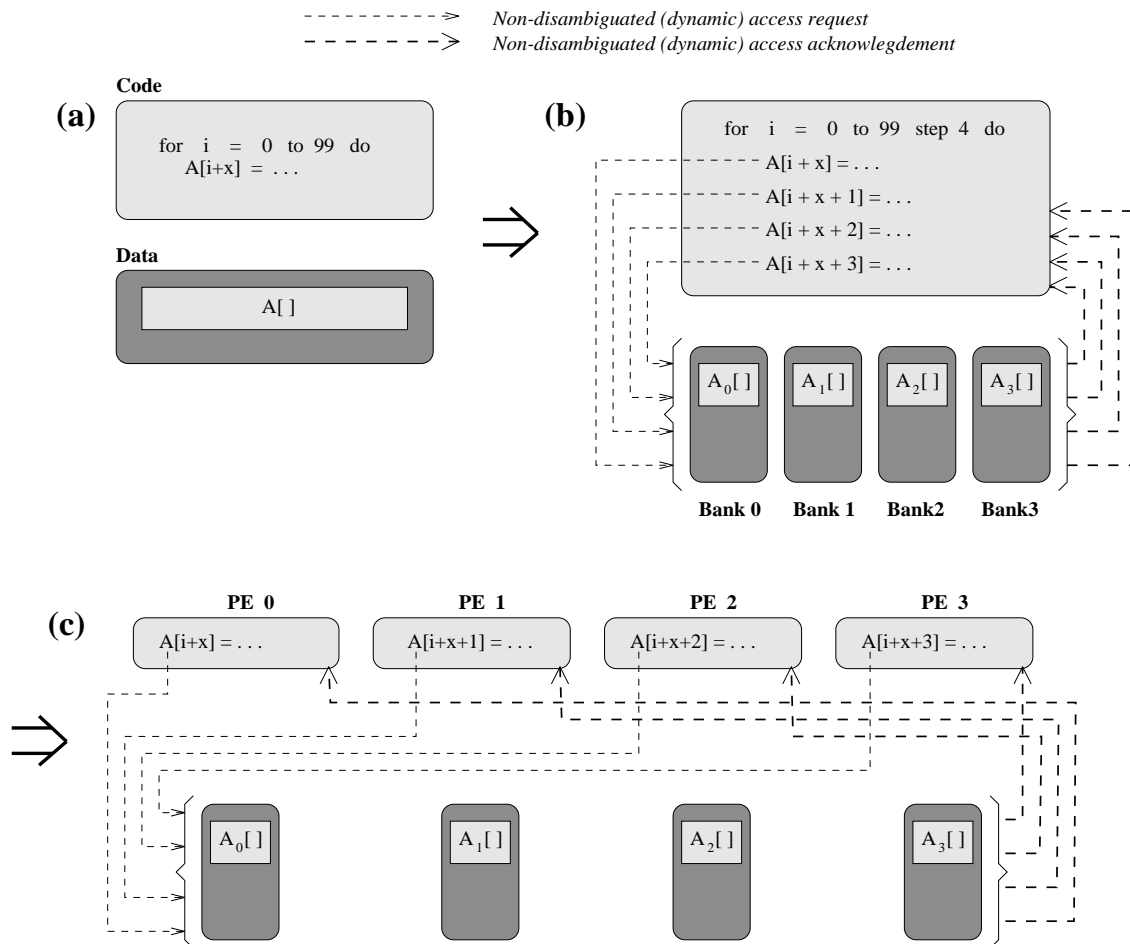 Non-disambiguated (dynamic) access request
Non-disambiguated (dynamic) access acknowlegdement
(a)
Code
for i = 0 to 99 do
A[i+x] = . . .
Data
A[ ]
(b)
for i = 0 to 99 step 4 do
A[i + x] = . . .
A[i + x + 1] = . . .
A[i + x + 2] = . . .
A[i + x + 3] = . . .
A0[ ] A1[ ] A2[ ] A3[ ]
Bank 0 Bank 1 Bank2 Bank3
(c)
PE 0 PE 1 PE 2 PE 3
A[i+x] = . . . A[i+x+1] = . . . A[i+x+2] = . . . A[i+x+3] = . . .
A0[ ] A1[ ] A2[ ] A3[ ]